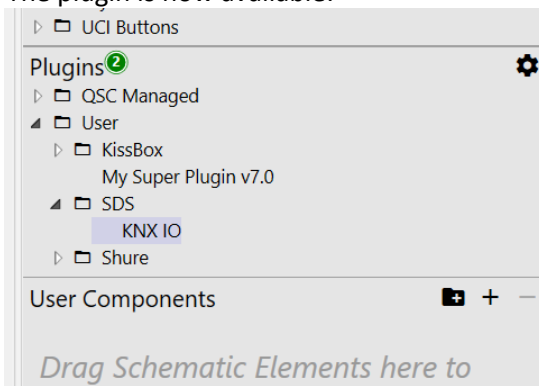 The plugin is now available.
UCI Buttons
Plugins 2
QSC Managed
User
KissBox
My Super Plugin v7.0
SDS
KNX IO
Shure
User Components
Drag Schematic Elements here to